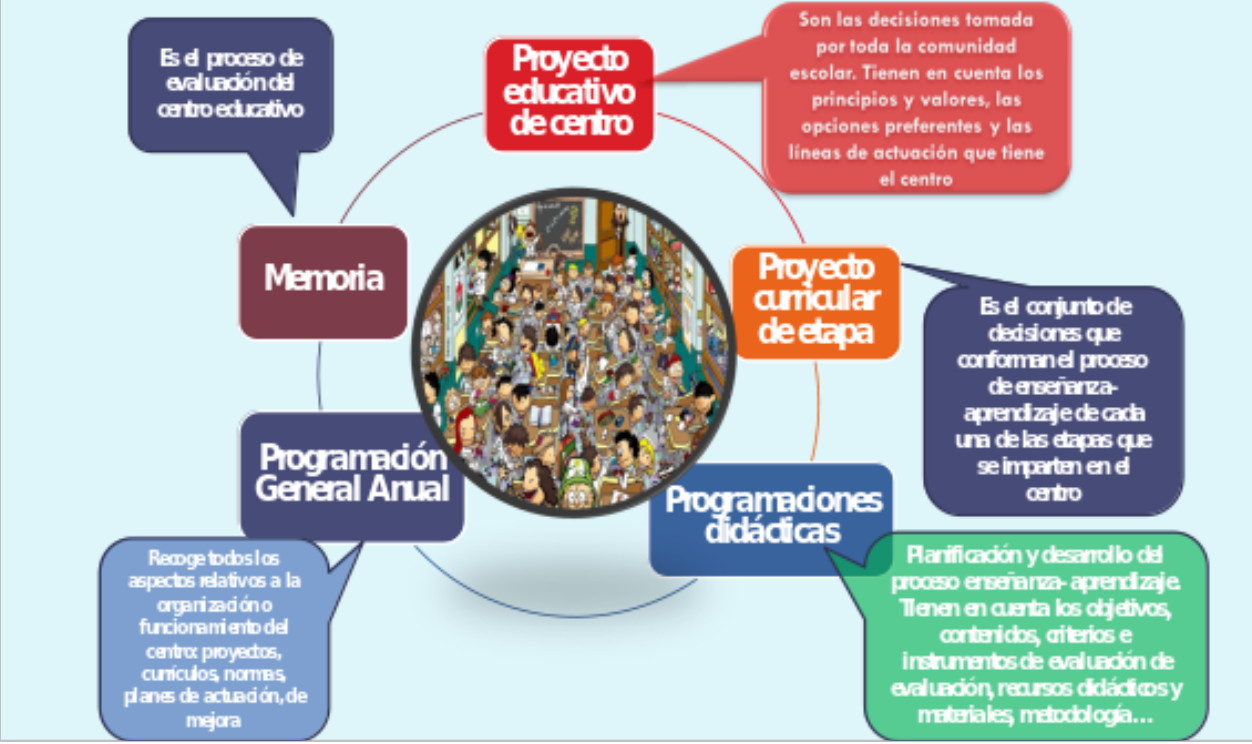 Es el proceso de
evaluación del
centro educativo
Proyecto
educativo
de centro
Son las decisiones tomada
por toda la comunidad
escolar. Tienen en cuenta los
principios y valores, las
opciones preferentes y las
líneas de actuación que tiene
el centro
Memoria
Proyecto
curricular
de etapa
Es el conjunto de
decisiones que
conforman el proceso
de enseñanza-
aprendizaje de cada
una de las etapas que
se imparten en el
centro
Programación
General Anual
Programaciones
didácticas
Recoge todos los
aspectos relativos a la
organización o
funcionamiento del
centro: proyectos,
currículos, normas,
planes de actuación, de
mejora
Planificación y desarrollo del
proceso enseñanza- aprendizaje.
Tienen en cuenta los objetivos,
contenidos, criterios e
instrumentos de evaluación de
evaluación, recursos didácticos y
materiales, metodología...